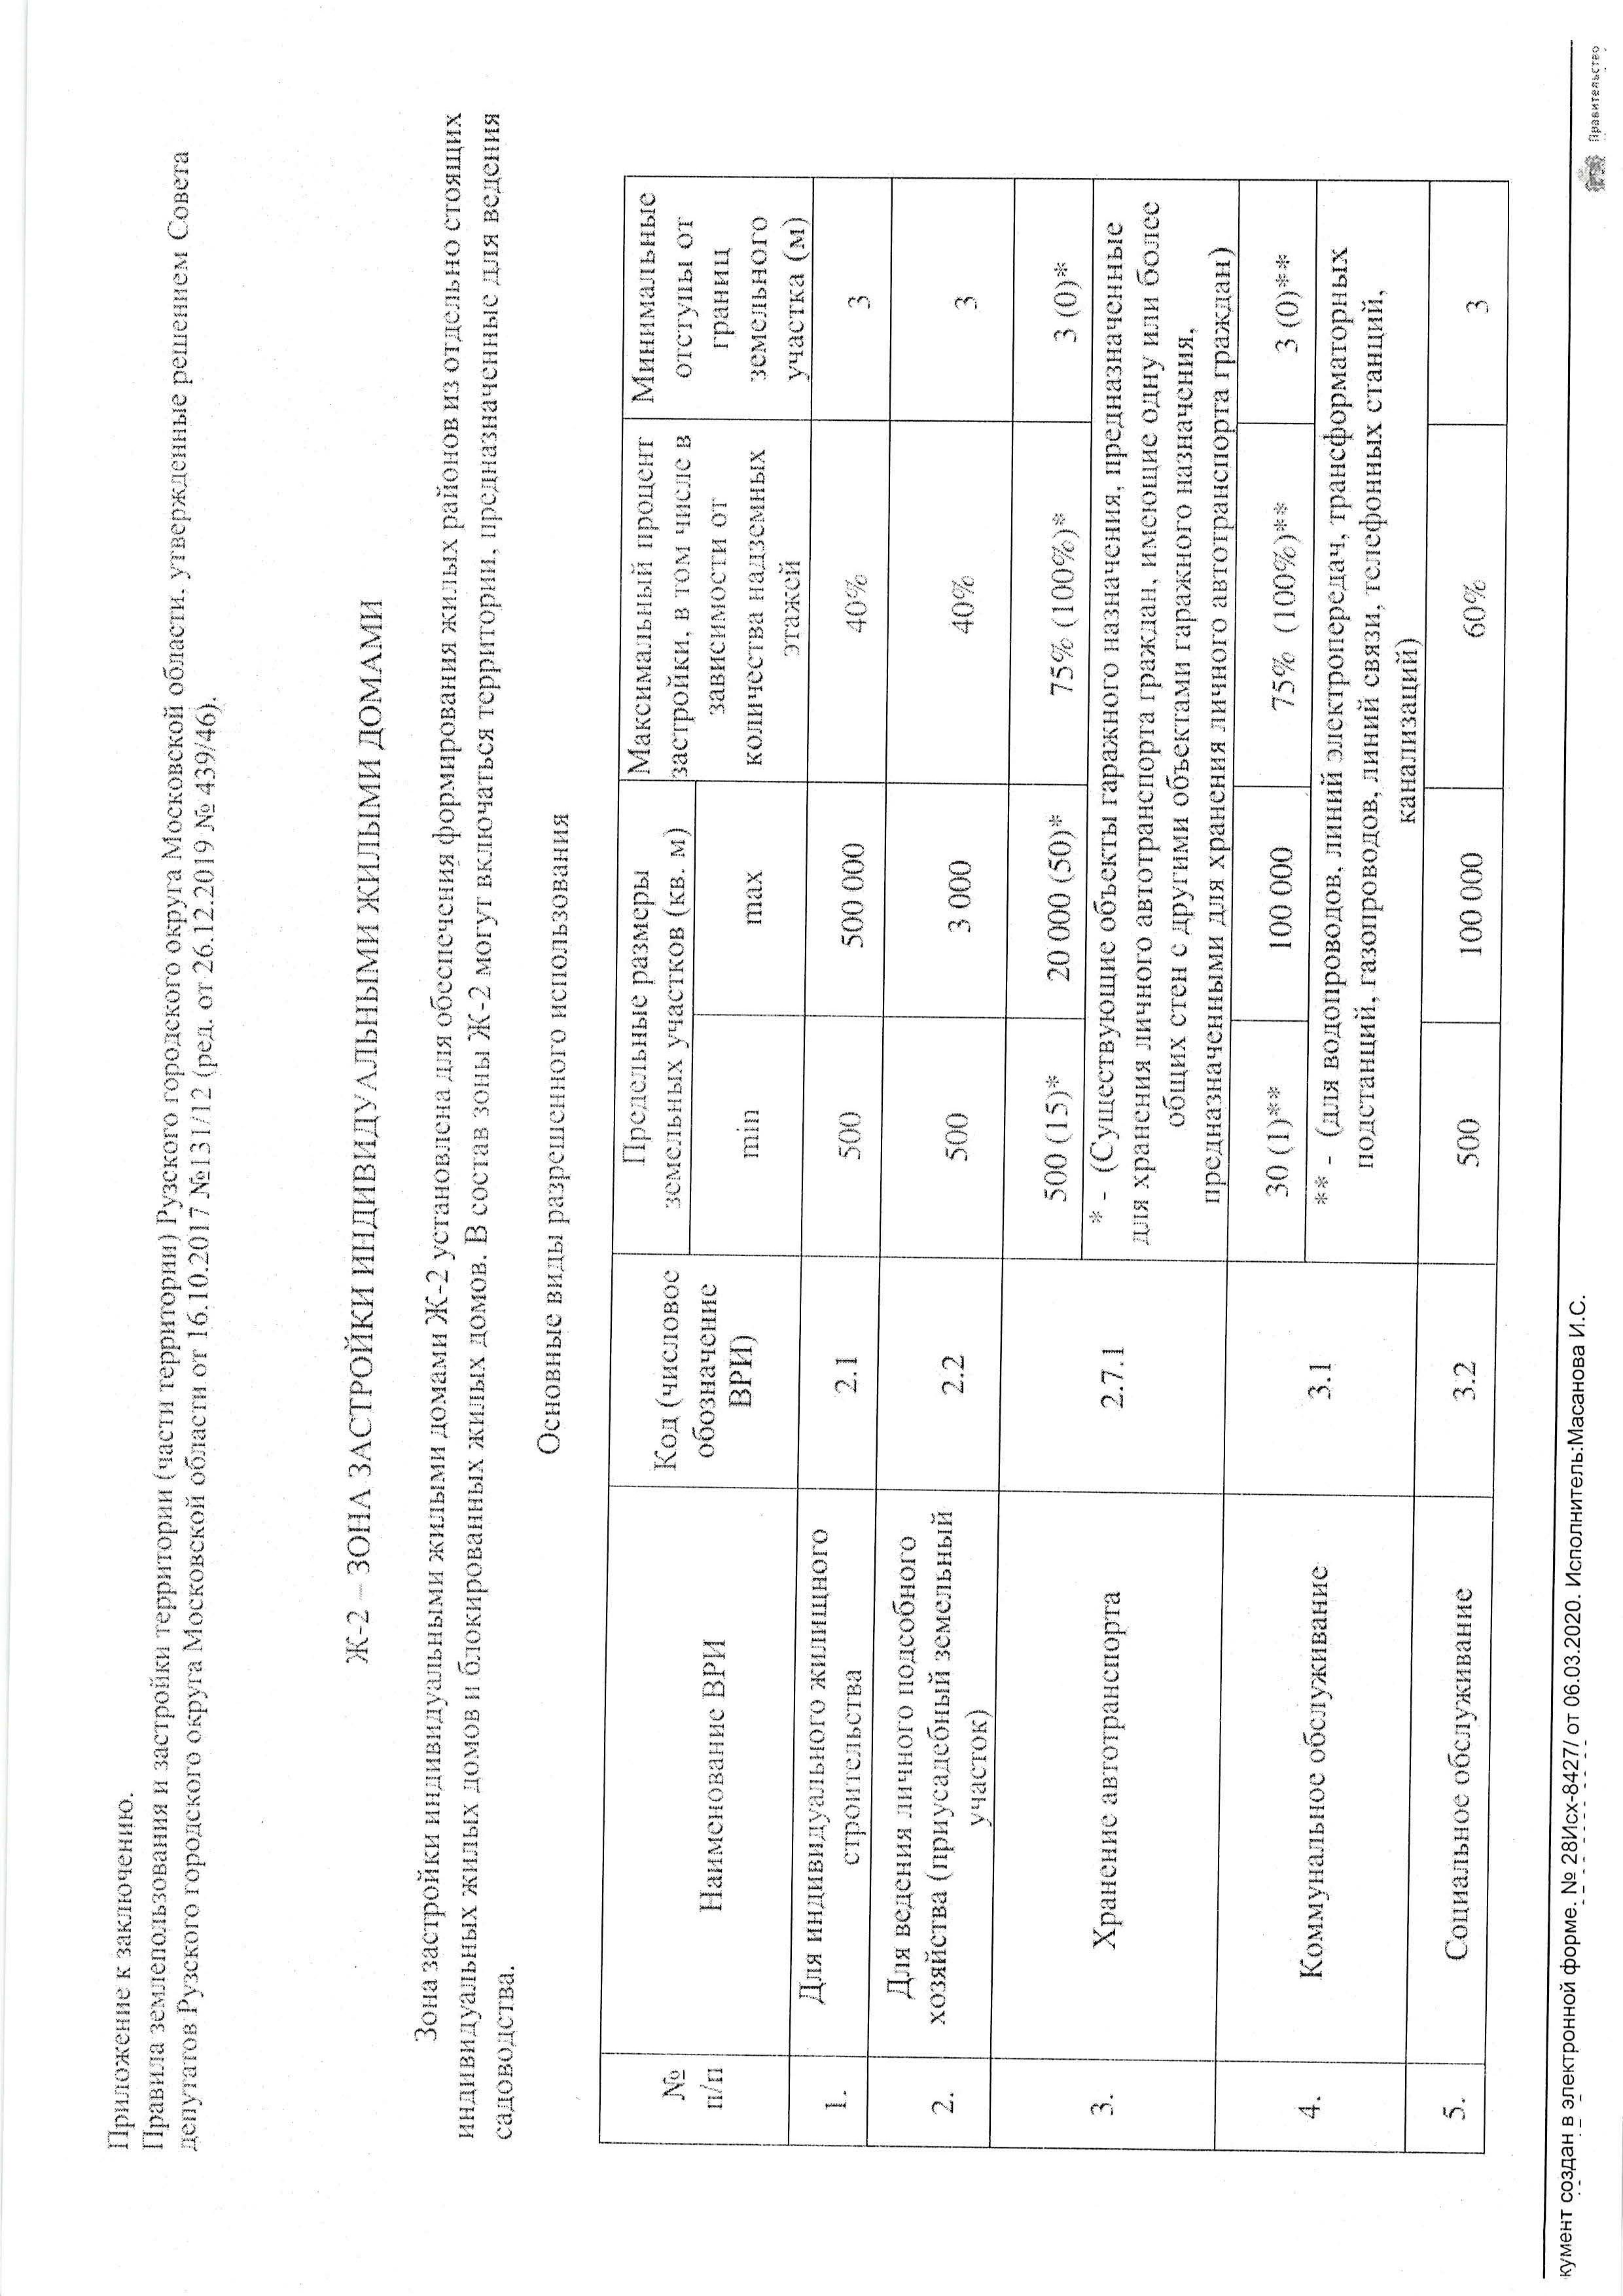 Приложение к заключению.
Правила землепользования и застройки территории (части территории) Рузского городского округа Московской области, утвержденные решением Совета
депутатов Рузского городского округа Московской области от 16.10.2017 №131/12 (ред. от 26.12.2019 № 439/46).
Ж-2 – ЗОНА ЗАСТРОЙКИ ИНДИВИДУАЛЬНЫМИ ЖИЛЫМИ ДОМАМИ
Зона застройки индивидуальными жилыми домами Ж-2 установлена для обеспечения формирования жилых районов из отдельно стоящих
индивидуальных жилых домов и блокированных жилых домов. В состав зоны Ж-2 могут включаться территории, предназначенные для ведения
садоводства.
Основные виды разрешенного использования
№
п/п
Наименование ВРИ
Код (числовое
обозначение
ВРИ)
Предельные размеры
земельных участков (кв. м)
min
max
Максимальный процент
застройки, в том числе в
зависимости от
количества надземных
этажей
Минимальные
отступы от
границ
земельного
участка (м)
1.
Для индивидуального жилищного
строительства
2.1
500
500 000
40%
3
2.
Для ведения личного подсобного
хозяйства (приусадебный земельный
участок)
2.2
500
3 000
40%
3
3.
Хранение автотранспорта
2.7.1
500 (15)*
20 000 (50)*
75% (100%)*
3 (0)*
* - (Существующие объекты гаражного назначения, предназначенные
для хранения личного автотранспорта граждан, имеющие одну или более
общих стен с другими объектами гаражного назначения,
предназначенными для хранения личного автотранспорта граждан)
4.
Коммунальное обслуживание
3.1
30 (1)**
100 000
75% (100%)**
3 (0)**
** - (для водопроводов, линий электропередач, трансформаторных
подстанций, газопроводов, линий связи, телефонных станций,
канализаций)
5.
Социальное обслуживание
3.2
500
100 000
60%
3
кумент создан в электронной форме. № 28Исх-8427/ от 06.03.2020. Исполнитель:Масанова И.С.
Правительство